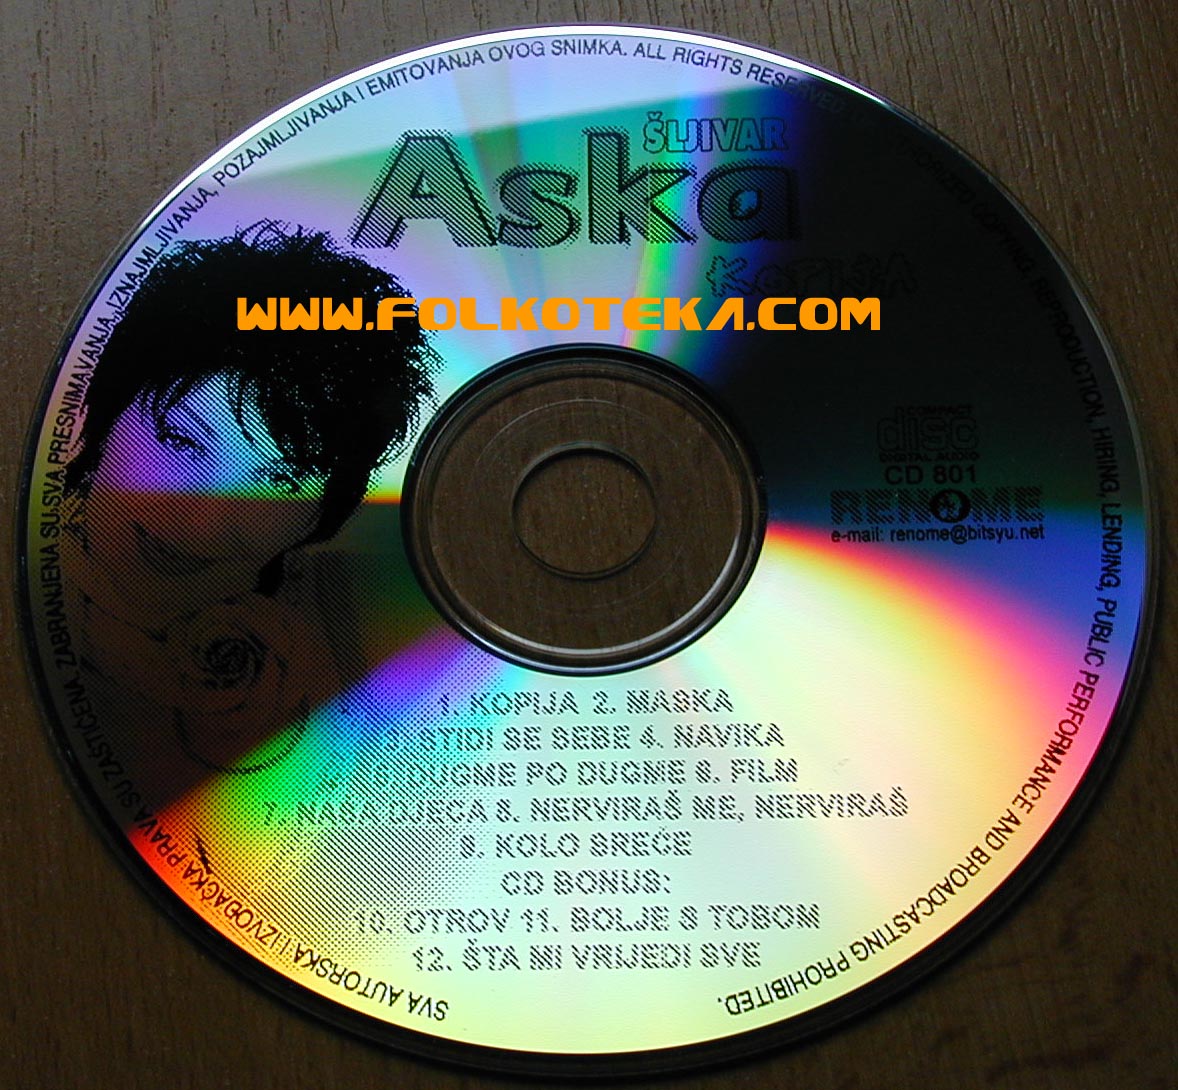 SVA AUTORSKA I IZVOĐAČKA PRAVA SU ZAŠTIĆENA. ZABRANJENA SU SVA PRESNIMAVANJA, IZNAJMLJIVANJA, POZAJMLJIVANJA I EMITOVANJA OVOG SNIMKA. ALL RIGHTS RESERVED. UNAUTHORIZED COPYING, REPRODUCTION, HIRING, LENDING, PUBLIC PERFORMANCE AND BROADCASTING PROHIBITED.
ŠLJIVAR
Aska
KOPIJA
WWW.FOLKOTEKA.COM
COMPACT
disc
DIGITAL AUDIO
CD 801
RENOME
e-mail: renome@bitsyu.net
1. KOPIJA 2. MASKA
3. STIDI SE SEBE 4. NAVIKA
5. DUGME PO DUGME 6. FILM
7. NAŠA DJECA 8. NERVIRAŠ ME, NERVIRAŠ
9. KOLO SREĆE
CD BONUS:
10. OTROV 11. BOLJE S TOBOM
12. ŠTA MI VRIJEDI SVE